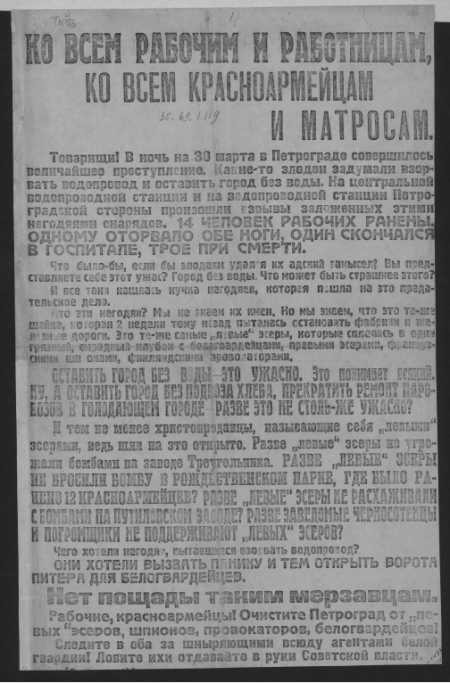 КО ВСЕМ РАБОЧИМ И РАБОТНИЦАМ,
КО ВСЕМ КРАСНОАРМЕЙЦАМ
И МАТРОСАМ.
Товарищи! В ночь на 30 марта в Петрограде совершилось
величайшее преступление. Какие-то злодеи задумали взор-
вать водопровод и оставить город без воды. На центральной
водопроводной станции и на водопроводной станции Петро-
градской стороны произошли взрывы заложенных этими
негодяями снарядов. 14 ЧЕЛОВЕК РАБОЧИХ РАНЕНЫ,
ОДНОМУ ОТОРВАЛО ОБЕ НОГИ, ОДИН СКОНЧАЛСЯ
В ГОСПИТАЛЕ, ТРОЕ ПРИ СМЕРТИ.
Что было-бы, если бы злодеям удался их адский замысел? Вы пред-
ставляете себе этот ужас? Город без воды. Что может быть страшнее этого?
И все таки нашлась кучка негодяев, которая пошла на это преда-
тельское дело.
Кто эти негодяи? Мы не знаем их имен. Но мы знаем, что это та-же
шайка, которая 2 недели тому назад пыталась остановить фабрики и же-
лезные дороги. Это те-же самые „левые" эсеры, которые сплелись в один
клубок с белогвардейцами, правыми эсерами, француз-
скими шпионами, финляндскими провокаторами.
ОСТАВИТЬ ГОРОД БЕЗ ВОДЫ—ЭТО УЖАСНО. Это понимает всякий.
НУ, А ОСТАВИТЬ ГОРОД БЕЗ ПОДВОЗА ХЛЕБА, ПРЕКРАТИТЬ РЕМОНТ ПАРО-
ВОЗОВ В ГОЛОДАЮЩЕМ ГОРОДЕ—РАЗВЕ ЭТО НЕ СТОЛЬ-ЖЕ УЖАСНО?
И тем не менее христопродавцы, называющие себя „левыми"
эсерами, ведь шли на это открыто. Разве „левые" эсеры не угро-
жали бомбами на заводе Треугольника. РАЗВЕ „ЛЕВЫЕ" ЭСЕРЫ
НЕ БРОСИЛИ БОМБУ В РОЖДЕСТВЕНСКОМ ПАРКЕ, ГДЕ БЫЛО РА-
НЕНО 12 КРАСНОАРМЕЙЦЕВ? РАЗВЕ „ЛЕВЫЕ" ЭСЕРЫ НЕ РАСХАЖИВАЛИ
С БОМБАМИ НА ПУТИЛОВСКОМ ЗАВОДЕ? РАЗВЕ ЗАВЕДОМЫЕ ЧЕРНОСОТЕНЦЫ
И ПОГРОМЩИКИ НЕ ПОДДЕРЖИВАЮТ „ЛЕВЫХ" ЭСЕРОВ?
Чего хотели негодяи, пытавшиеся взорвать водопровод?
ОНИ ХОТЕЛИ ВЫЗВАТЬ ПАНИКУ И ТЕМ ОТКРЫТЬ ВОРОТА
ПИТЕРА ДЛЯ БЕЛОГВАРДЕЙЦЕВ.
Нет пощады таким мерзавцам.
Рабочие, красноармейцы! Очистите Петроград от „ле-
вых" эсеров, шпионов, провокаторов, белогвардейцев!
Следите в оба за шныряющими всюду агентами белой
гвардии! Ловите их и отдавайте в руки Советской власти.